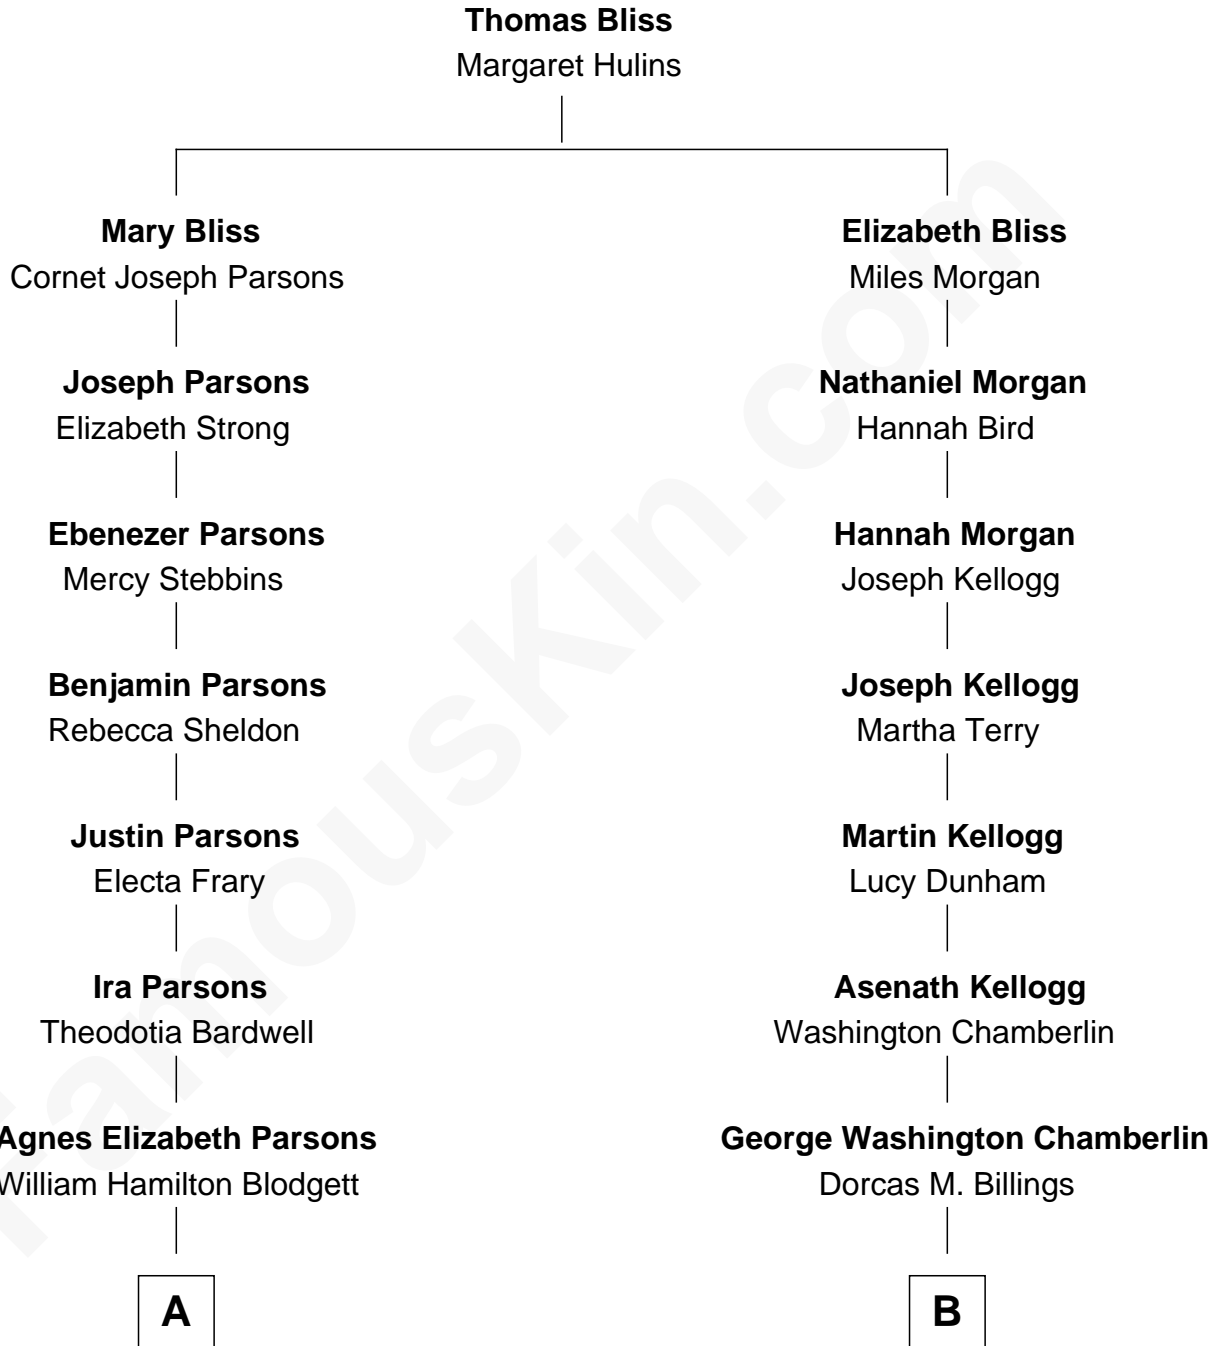 Thomas Bliss
Margaret Hulins
Mary Bliss
Cornet Joseph Parsons
Elizabeth Bliss
Miles Morgan
Joseph Parsons
Elizabeth Strong
Nathaniel Morgan
Hannah Bird
Ebenezer Parsons
Mercy Stebbins
Hannah Morgan
Joseph Kellogg
Benjamin Parsons
Rebecca Sheldon
Joseph Kellogg
Martha Terry
Justin Parsons
Electa Frary
Martin Kellogg
Lucy Dunham
Ira Parsons
Theodotia Bardwell
Asenath Kellogg
Washington Chamberlin
Agnes Elizabeth Parsons
William Hamilton Blodgett
George Washington Chamberlin
Dorcas M. Billings
A
B
famouskin.com